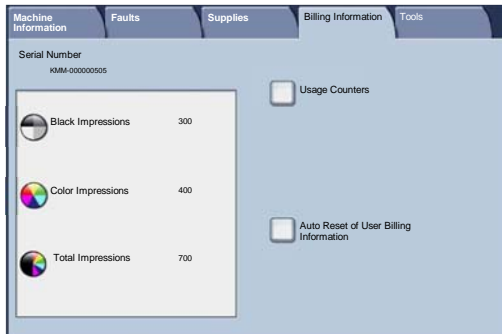 Machine
Information
Faults
Supplies
Billing Information
Tools
Serial Number
KMM-000000505
Black Impressions 300
Color Impressions 400
Total Impressions 700
Usage Counters
Auto Reset of User Billing
Information